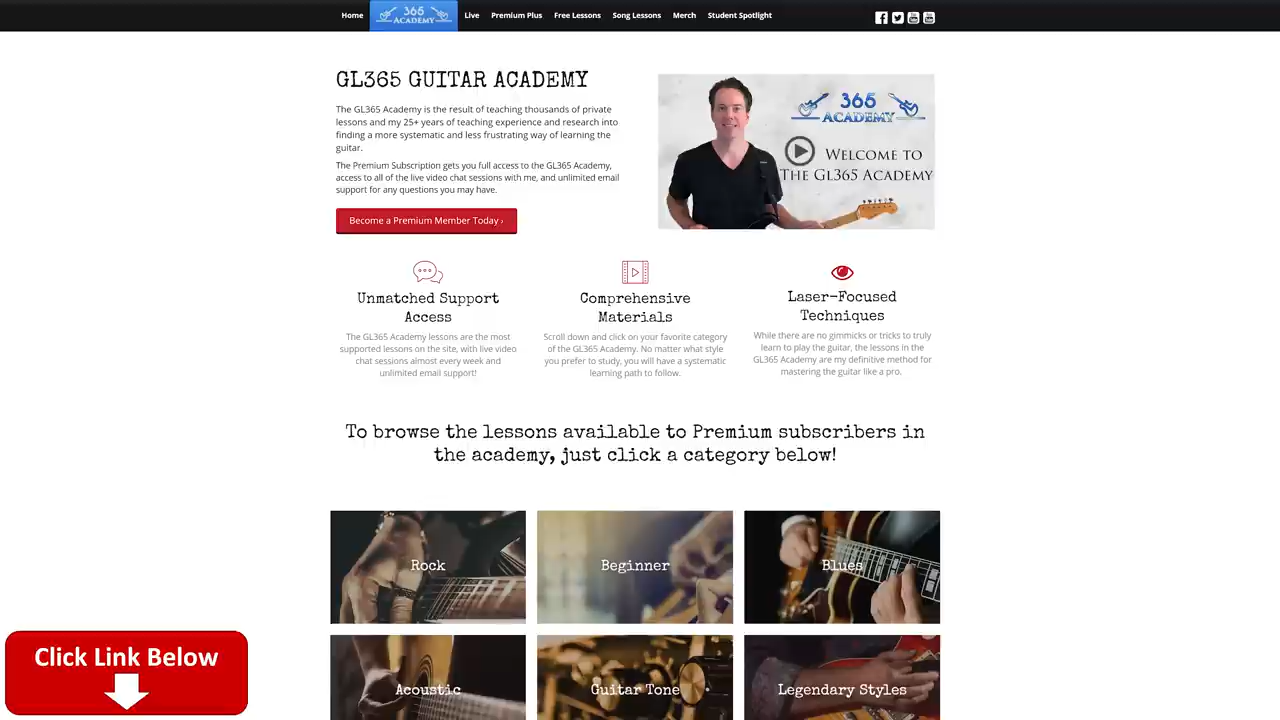 Home
365
ACADEMY
Live
Premium Plus
Free Lessons
Song Lessons
Merch
Student Spotlight
GL365 GUITAR ACADEMY
The GL365 Academy is the result of teaching thousands of private
lessons and my 25+ years of teaching experience and research into
finding a more systematic and less frustrating way of learning the
guitar.
The Premium Subscription gets you full access to the GL365 Academy,
access to all of the live video chat sessions with me, and unlimited email
support for any questions you may have.
Become a Premium Member Today ›
365
ACADEMY
WELCOME TO
THE GL365 ACADEMY
Unmatched Support
Access
The GL365 Academy lessons are the most
supported lessons on the site, with live video
chat sessions almost every week and
unlimited email support!
Comprehensive
Materials
Scroll down and click on your favorite category
of the GL365 Academy. No matter what style
you prefer to study, you will have a systematic
learning path to follow.
Laser-Focused
Techniques
While there are no gimmicks or tricks to truly
learn to play the guitar, the lessons in the
GL365 Academy are my definitive method for
mastering the guitar like a pro.
To browse the lessons available to Premium subscribers in
the academy, just click a category below!
Rock
Beginner
Blues
Acoustic
Guitar Tone
Legendary Styles
Click Link Below